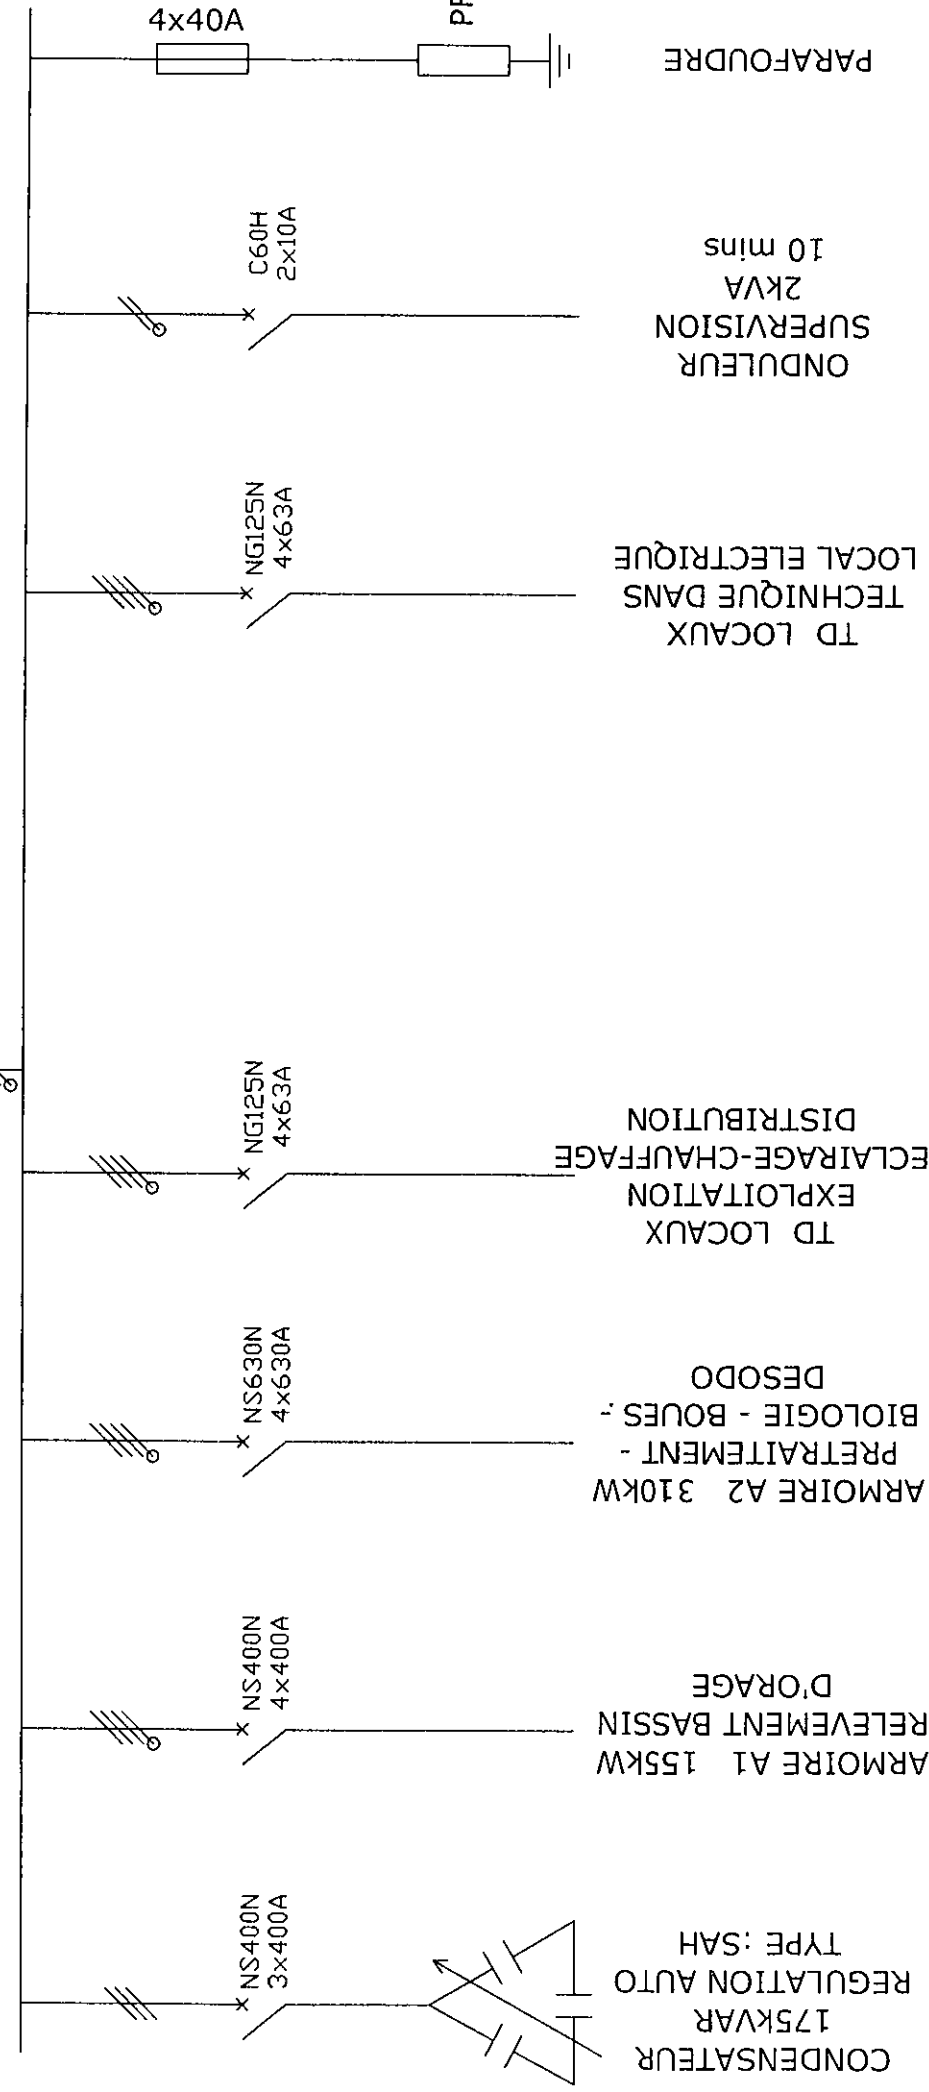 4x40A
PARAFOUDRE
C60H
2x10A
ONDULEUR
SUPERVISION
2kVA
10 mins
NG125N
4x63A
TD LOCAUX
TECHNIQUE DANS
LOCAL ELECTRIQUE
NG125N
4x63A
TD LOCAUX
EXPLOITATION
ECLAIRAGE-CHAUFFAGE
DISTRIBUTION
NS630N
4x630A
ARMOIRE A2 310kW
PRETRAITEMENT -
BIOLOGIE - BOUES -
DESODO
NS400N
4x400A
ARMOIRE A1 155kW
RELEVEMENT BASSIN
D'ORAGE
NS400N
3x400A
CONDENSATEUR
175kVAR
REGULATION AUTO
TYPE : SAH